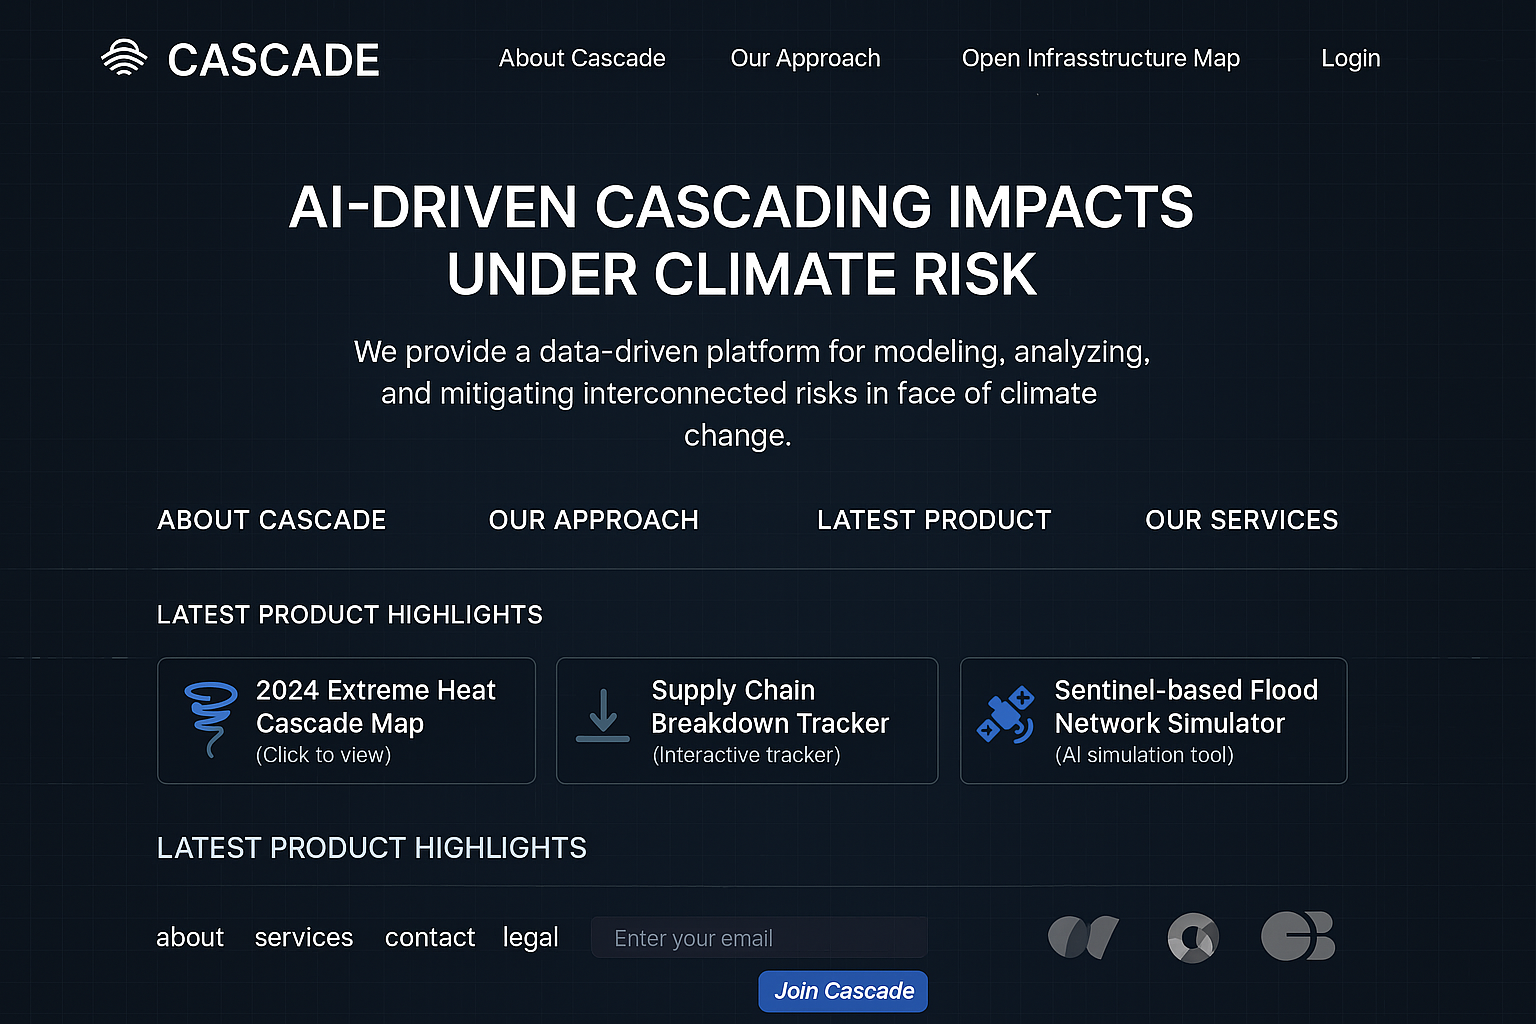 CASCADE
About Cascade
Our Approach
Open Infrasstructure Map
Login
AI-DRIVEN CASCADING IMPACTS
UNDER CLIMATE RISK
We provide a data-driven platform for modeling, analyzing,
and mitigating interconnected risks in face of climate
change.
ABOUT CASCADE
OUR APPROACH
LATEST PRODUCT
OUR SERVICES
LATEST PRODUCT HIGHLIGHTS
2024 Extreme Heat
Cascade Map
(Click to view)
Supply Chain
Breakdown Tracker
(Interactive tracker)
Sentinel-based Flood
Network Simulator
(AI simulation tool)
LATEST PRODUCT HIGHLIGHTS
about
services
contact
legal
Enter your email
Join Cascade